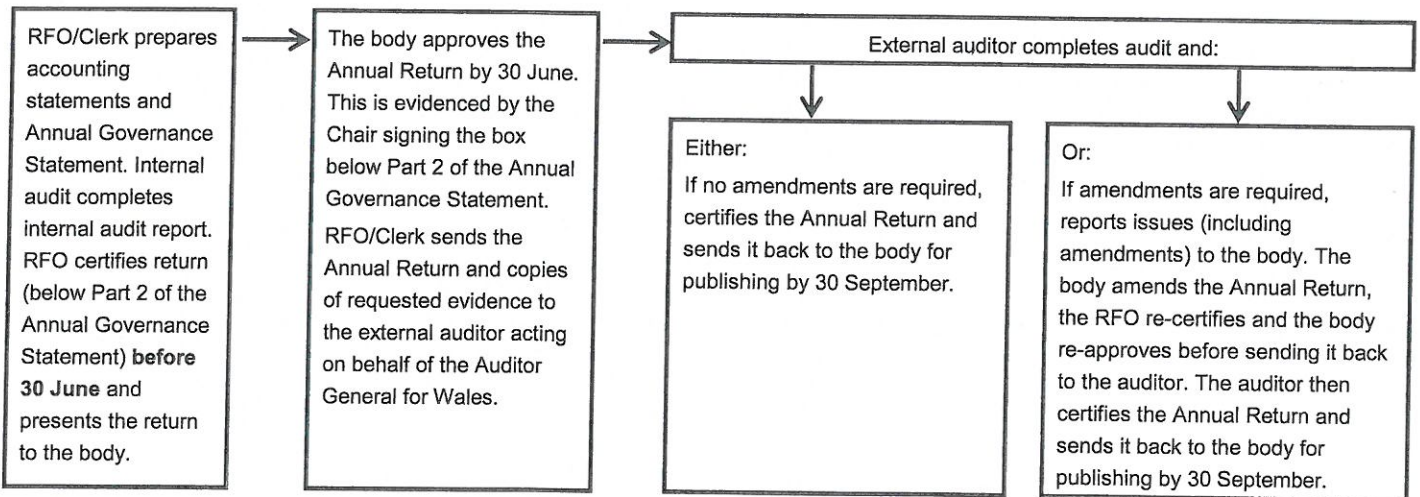 RFO/Clerk prepares
accounting
statements and
Annual Governance
Statement. Internal
audit completes
internal audit report.
RFO certifies return
(below Part 2 of the
Annual Governance
Statement) before
30 June and
presents the return
to the body.
The body approves the
Annual Return by 30 June.
This is evidenced by the
Chair signing the box
below Part 2 of the Annual
Governance Statement.
RFO/Clerk sends the
Annual Return and copies
of requested evidence to
the external auditor acting
on behalf of the Auditor
General for Wales.
External auditor completes audit and:
Either:
If no amendments are required,
certifies the Annual Return and
sends it back to the body for
publishing by 30 September.
Or:
If amendments are required,
reports issues (including
amendments) to the body. The
body amends the Annual Return,
the RFO re-certifies and the body
re-approves before sending it back
to the auditor. The auditor then
certifies the Annual Return and
sends it back to the body for
publishing by 30 September.